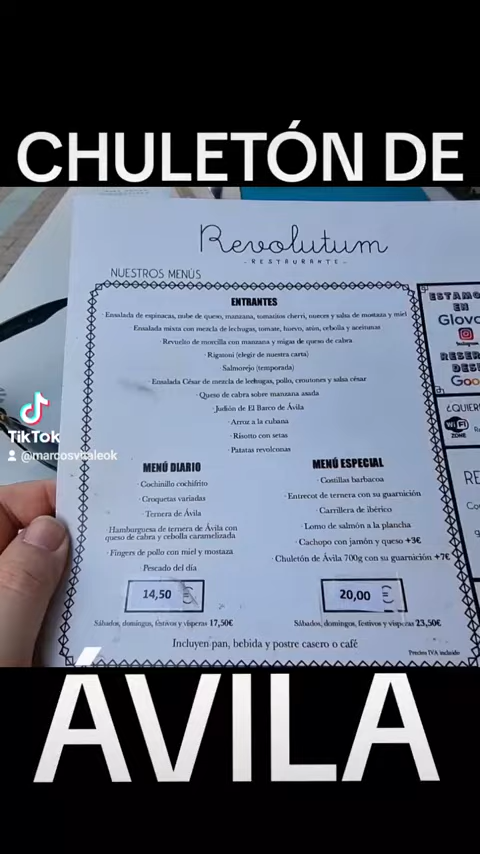 CHULETÓN DE
Revolutum
- RESTAURANTE -
NUESTROS MENÚS
ENTRANTES
· Ensalada de espinacas, nube de queso, manzana, tomatitos cherri, nueces y salsa de mostaza y miel
Ensalada mixta con mezcla de lechugas, tomate, huevo, atún, cebolla y aceitunas
· Revuelto de morcilla con manzana y migas de queso de cabra
· Rigatoni (elegir de nuestra carta)
Salmorejo (temporada)
· Ensalada César de mezcla de lechugas, pollo, croutones y salsa césar
· Queso de cabra sobre manzana asada
· Judión de El Barco de Ávila
· Arroz a la cubana
· Risotto con setas
· Patatas revolconas
MENÚ DIARIO
Cochinillo cochifrito
· Croquetas variadas
· Ternera de Ávila
· Hamburguesa de ternera de Ávila con
queso de cabra y cebolla caramelizada
· Fingers de pollo con miel y mostaza
Pescado del día
14,50 €
Sábados, domingos, festivos y vísperas 17,50€
MENÚ ESPECIAL
· Costillas barbacoa
· Entrecot de ternera con su guarnición
· Carrillera de ibérico
· Lomo de salmón a la plancha
· Cachopo con jamón y queso +3€
· Chuletón de Ávila 700g con su guarnición +7€
20,00 €
Sábados, domingos, festivos y vísperas 23,50€
Incluyen pan, bebida y postre casero o café
Precios IVA incluido
ESTAMO
EN
Glovo
Instagram
RESER
DESD
Goo
¿QUIER
WiFi
ZONE
RE
TikTok
@marcosvitaleok
ÁVILA